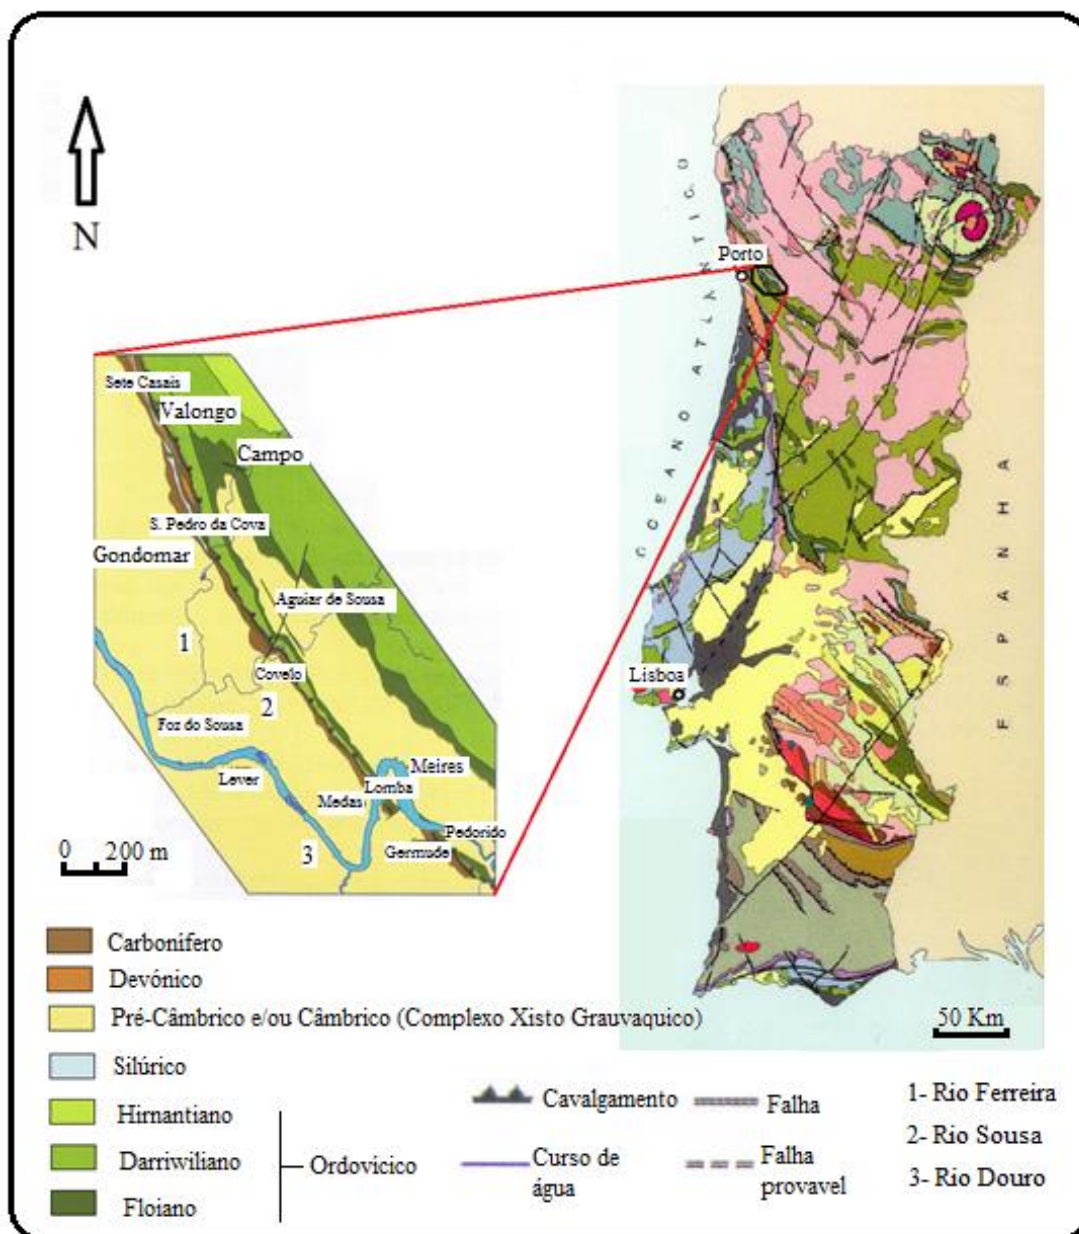 N
OCEANO ATLANTICO
Porto
Lisboa
ESPANHA
50 Km
Sete Casais
Valongo
Campo
S. Pedro da Cova
Gondomar
Aguiar de Sousa
1
Covelo
2
Foz do Sousa
Lever
Meires
Lomba
Medas
Pedorido
Germude
3
0 200 m
Carbonífero
Devónico
Pré-Câmbrico e/ou Câmbrico (Complexo Xisto Grauvaquico)
Silúrico
Hirnantiano
Darriwiliano
Floiano
Ordovícico
Cavalgamento
Falha
Curso de
água
Falha
provavel
1- Rio Ferreira
2- Rio Sousa
3- Rio Douro